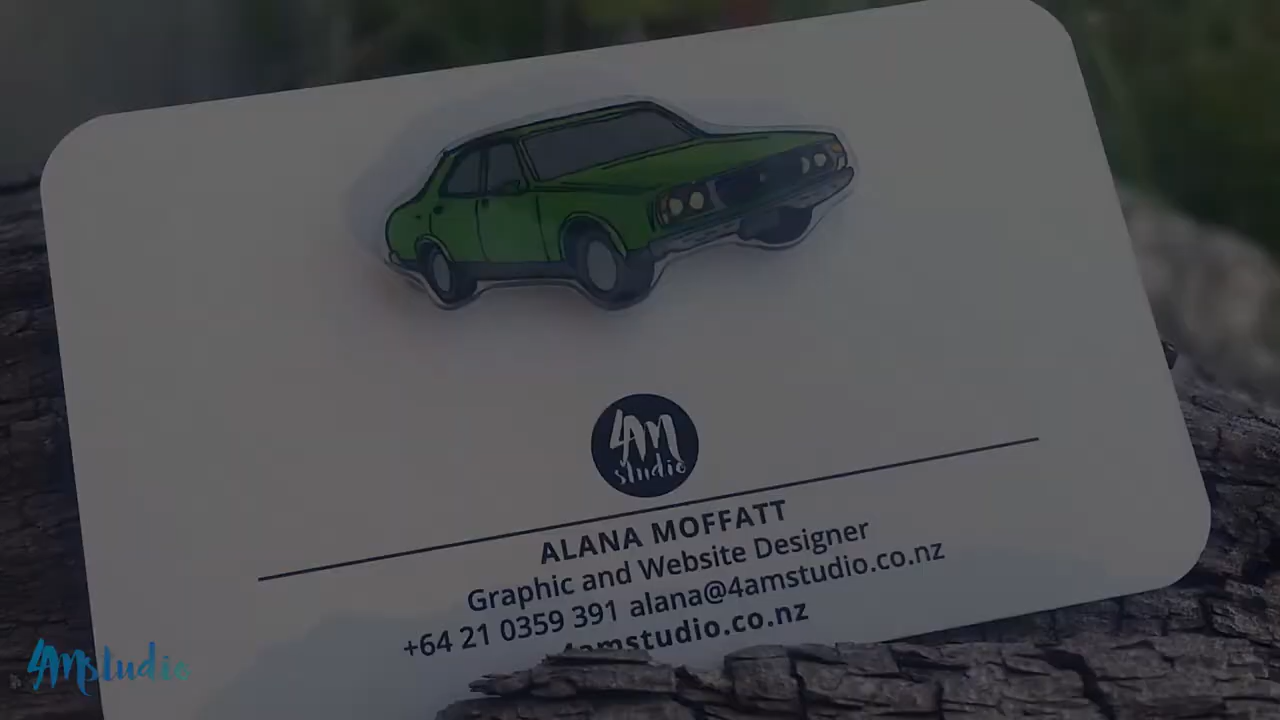 4AM
studio
ALANA MOFFATT
Graphic and Website Designer
+64 21 0359 391 alana@4amstudio.co.nz
4amstudio.co.nz
4AMstudio